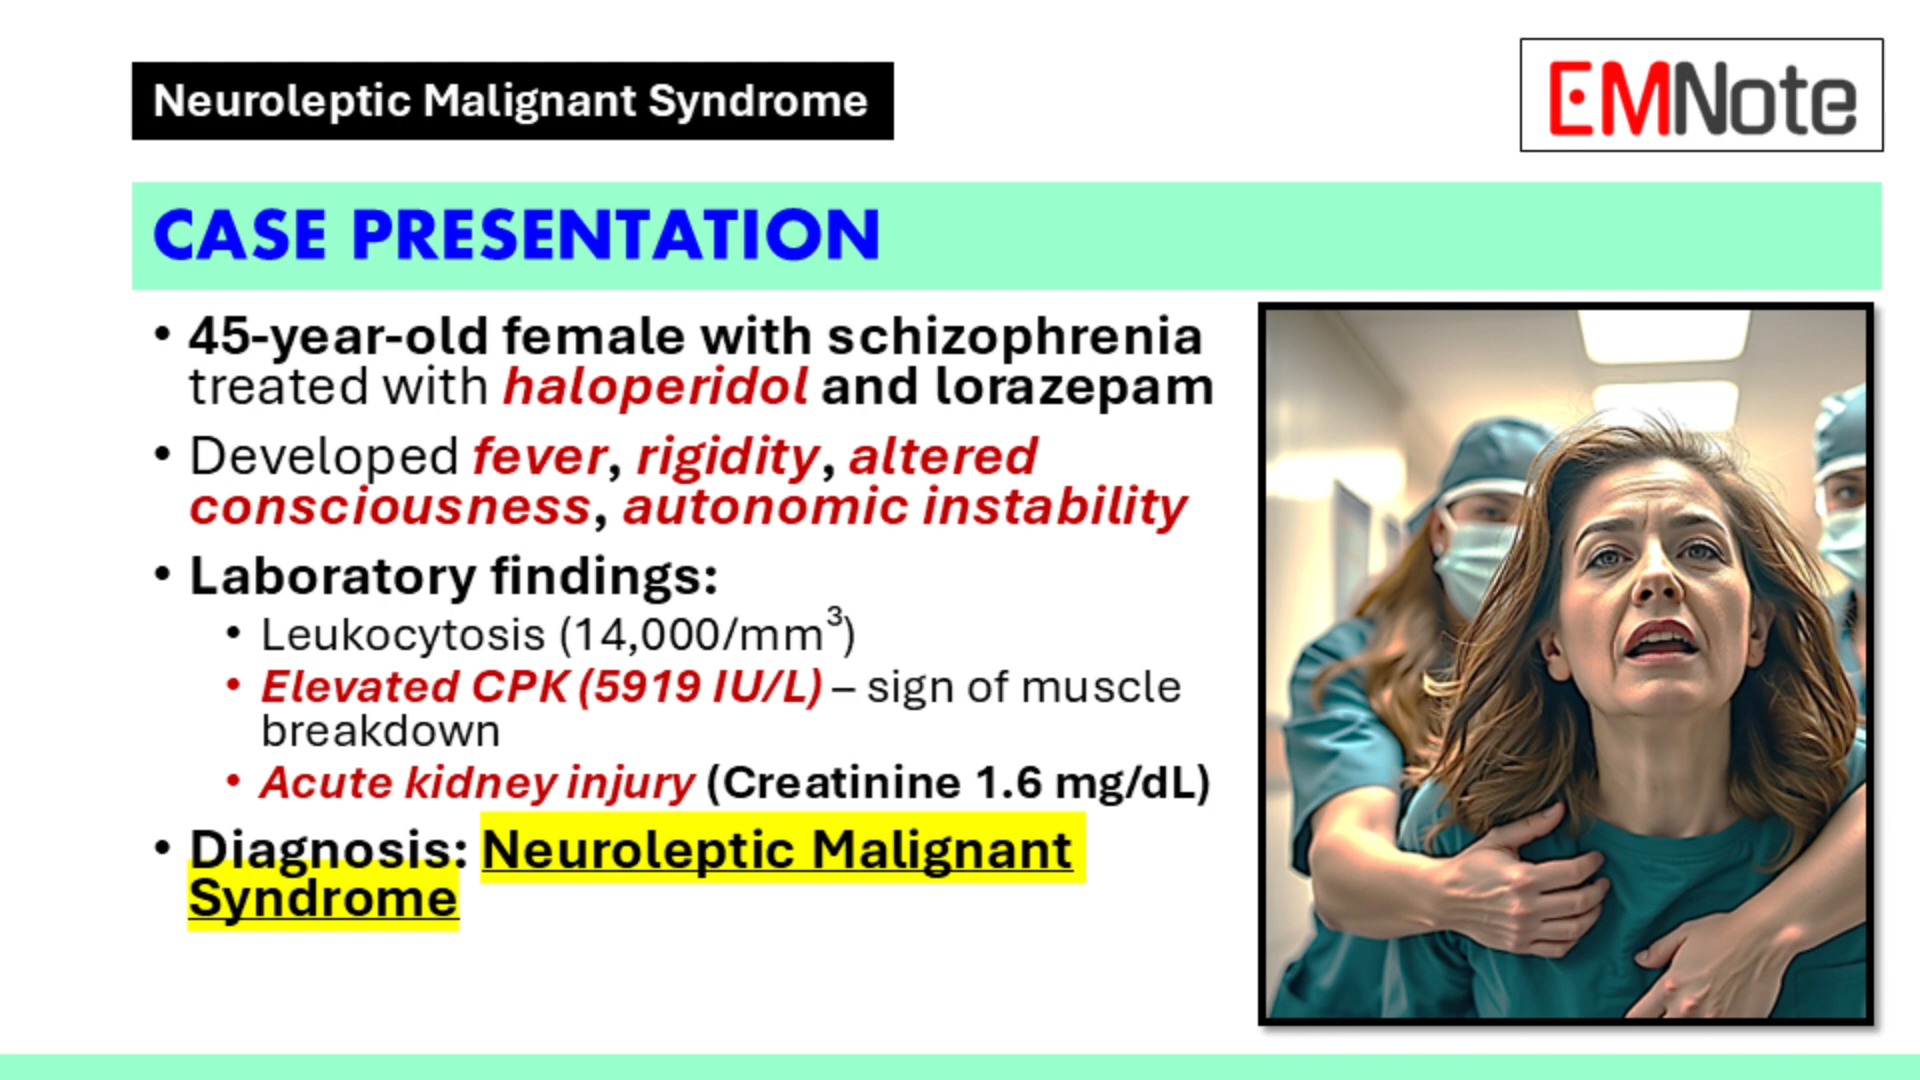 Neuroleptic Malignant Syndrome
EMNote
CASE PRESENTATION
• 45-year-old female with schizophrenia
treated with haloperidol and lorazepam
• Developed fever, rigidity, altered
consciousness, autonomic instability
• Laboratory findings:
• Leukocytosis (14,000/mm³)
• Elevated CPK (5919 IU/L) – sign of muscle
breakdown
• Acute kidney injury (Creatinine 1.6 mg/dL)
• Diagnosis: Neuroleptic Malignant
Syndrome